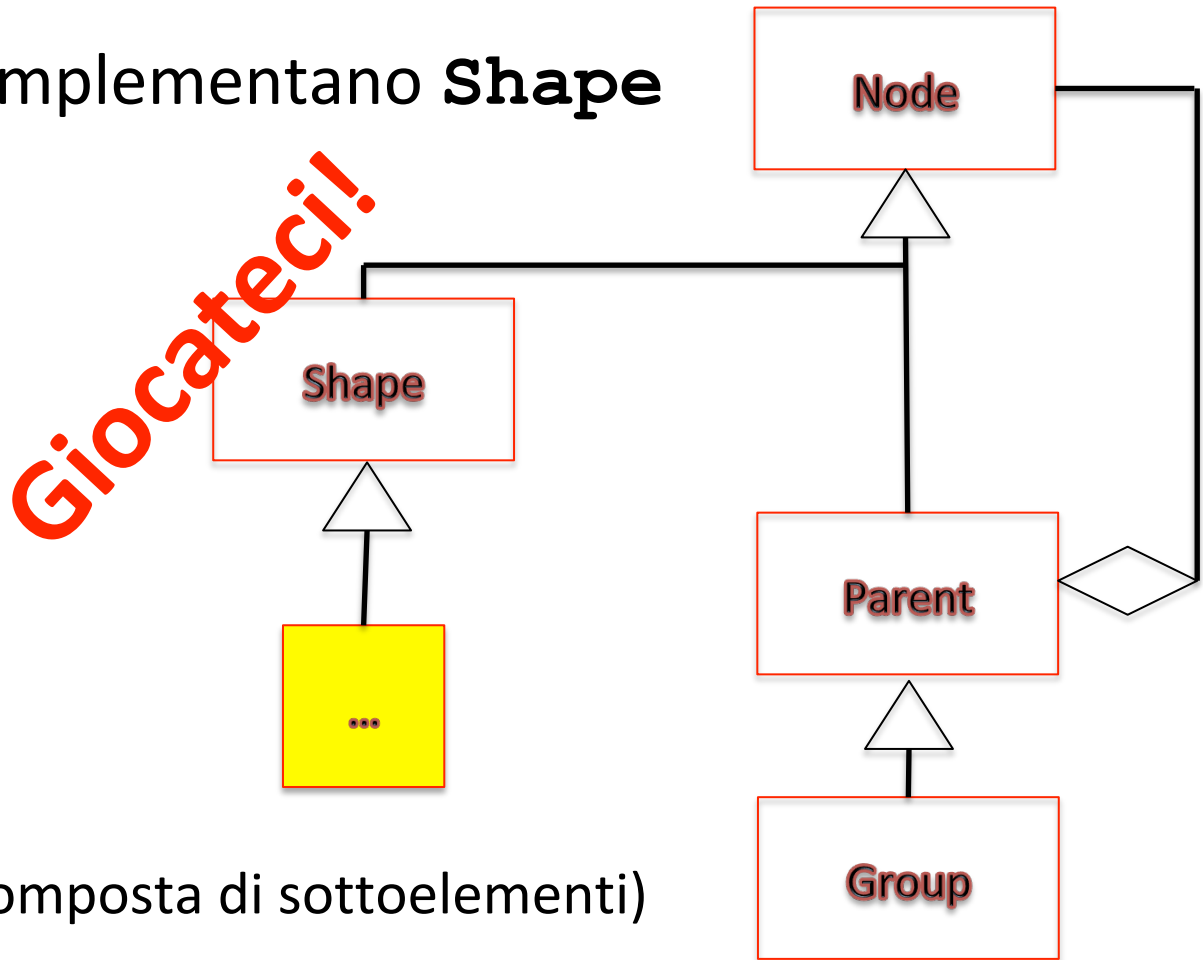 mplementano Shape
Node
Giocateci!
Shape
Parent
...
Group
omposta di sottoelementi)